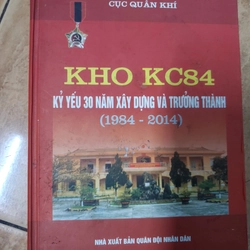 CỤC QUÂN KHÍ
KHO KC84
KỶ YẾU 30 NĂM XÂY DỰNG VÀ TRƯỞNG THÀNH
(1984 - 2014)
NHÀ XUẤT BẢN QUÂN ĐỘI NHÂN DÂN